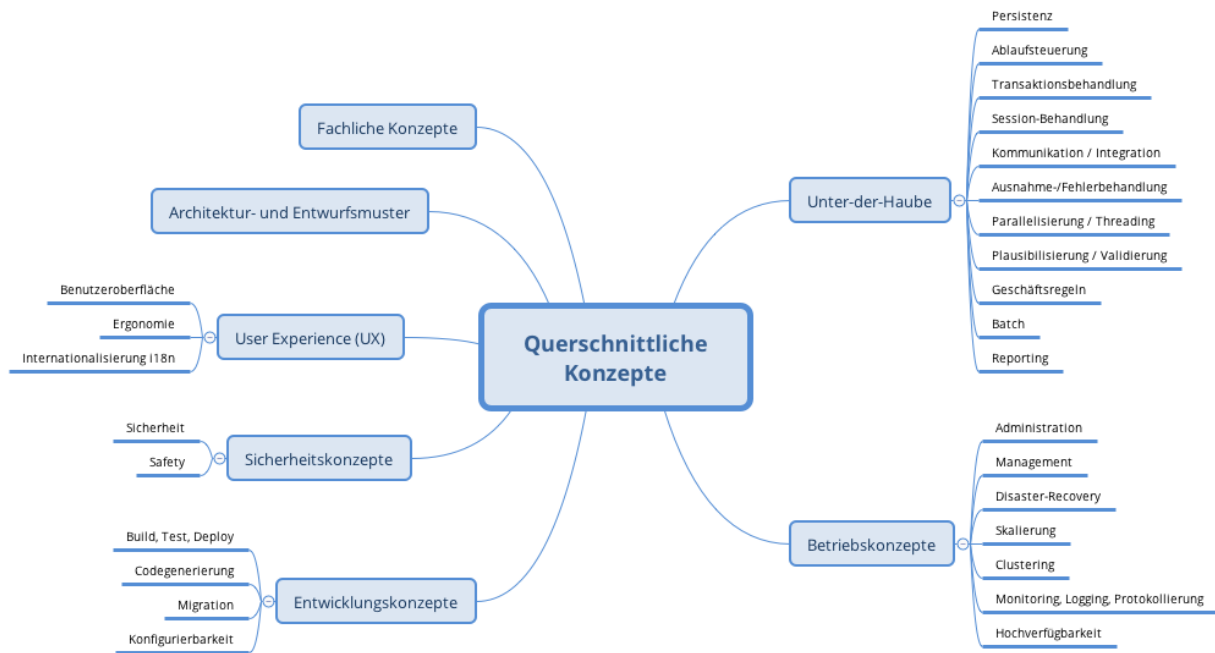 Querschnittliche
Konzepte
Fachliche Konzepte
Architektur- und Entwurfsmuster
User Experience (UX)
Benutzeroberfläche
Ergonomie
Internationalisierung i18n
Sicherheitskonzepte
Sicherheit
Safety
Entwicklungskonzepte
Build, Test, Deploy
Codegenerierung
Migration
Konfigurierbarkeit
Unter-der-Haube
Persistenz
Ablaufsteuerung
Transaktionsbehandlung
Session-Behandlung
Kommunikation / Integration
Ausnahme-/Fehlerbehandlung
Parallelisierung / Threading
Plausibilisierung / Validierung
Geschäftsregeln
Batch
Reporting
Betriebskonzepte
Administration
Management
Disaster-Recovery
Skalierung
Clustering
Monitoring, Logging, Protokollierung
Hochverfügbarkeit